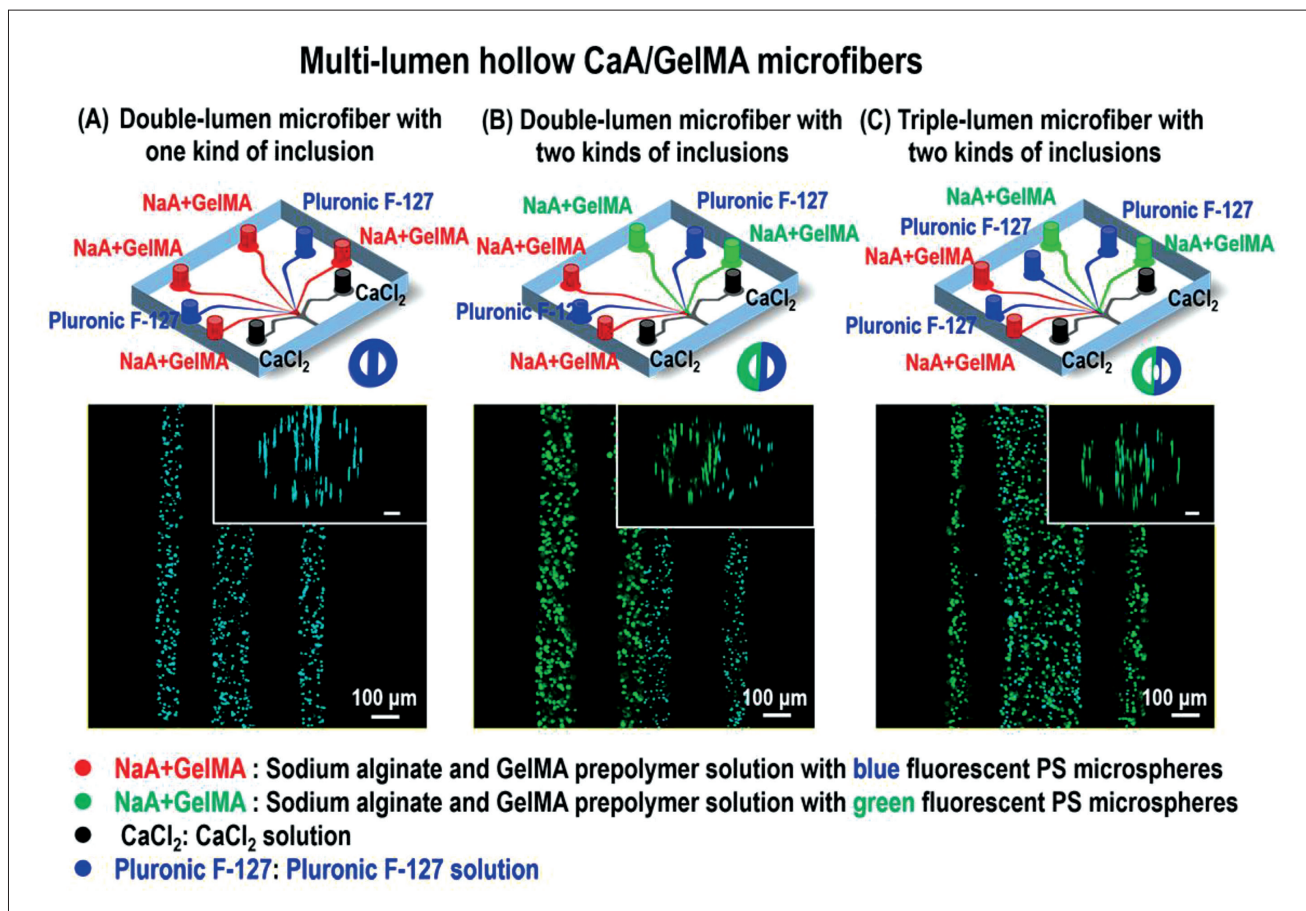 Multi-lumen hollow CaA/GelMA microfibers
(A) Double-lumen microfiber with
one kind of inclusion
NaA+GelMA
Pluronic F-127
NaA+GelMA
NaA+GelMA
CaCl₂
Pluronic F-127
CaCl₂
NaA+GelMA
100 μm
(B) Double-lumen microfiber with
two kinds of inclusions
NaA+GelMA
Pluronic F-127
NaA+GelMA
NaA+GelMA
CaCl₂
Pluronic F-127
CaCl₂
NaA+GelMA
100 μm
(C) Triple-lumen microfiber with
two kinds of inclusions
NaA+GelMA
Pluronic F-127
Pluronic F-127
NaA+GelMA
NaA+GelMA
CaCl₂
Pluronic F-127
CaCl₂
NaA+GelMA
100 μm
NaA+GelMA : Sodium alginate and GelMA prepolymer solution with blue fluorescent PS microspheres
NaA+GelMA : Sodium alginate and GelMA prepolymer solution with green fluorescent PS microspheres
CaCl₂: CaCl₂ solution
Pluronic F-127: Pluronic F-127 solution